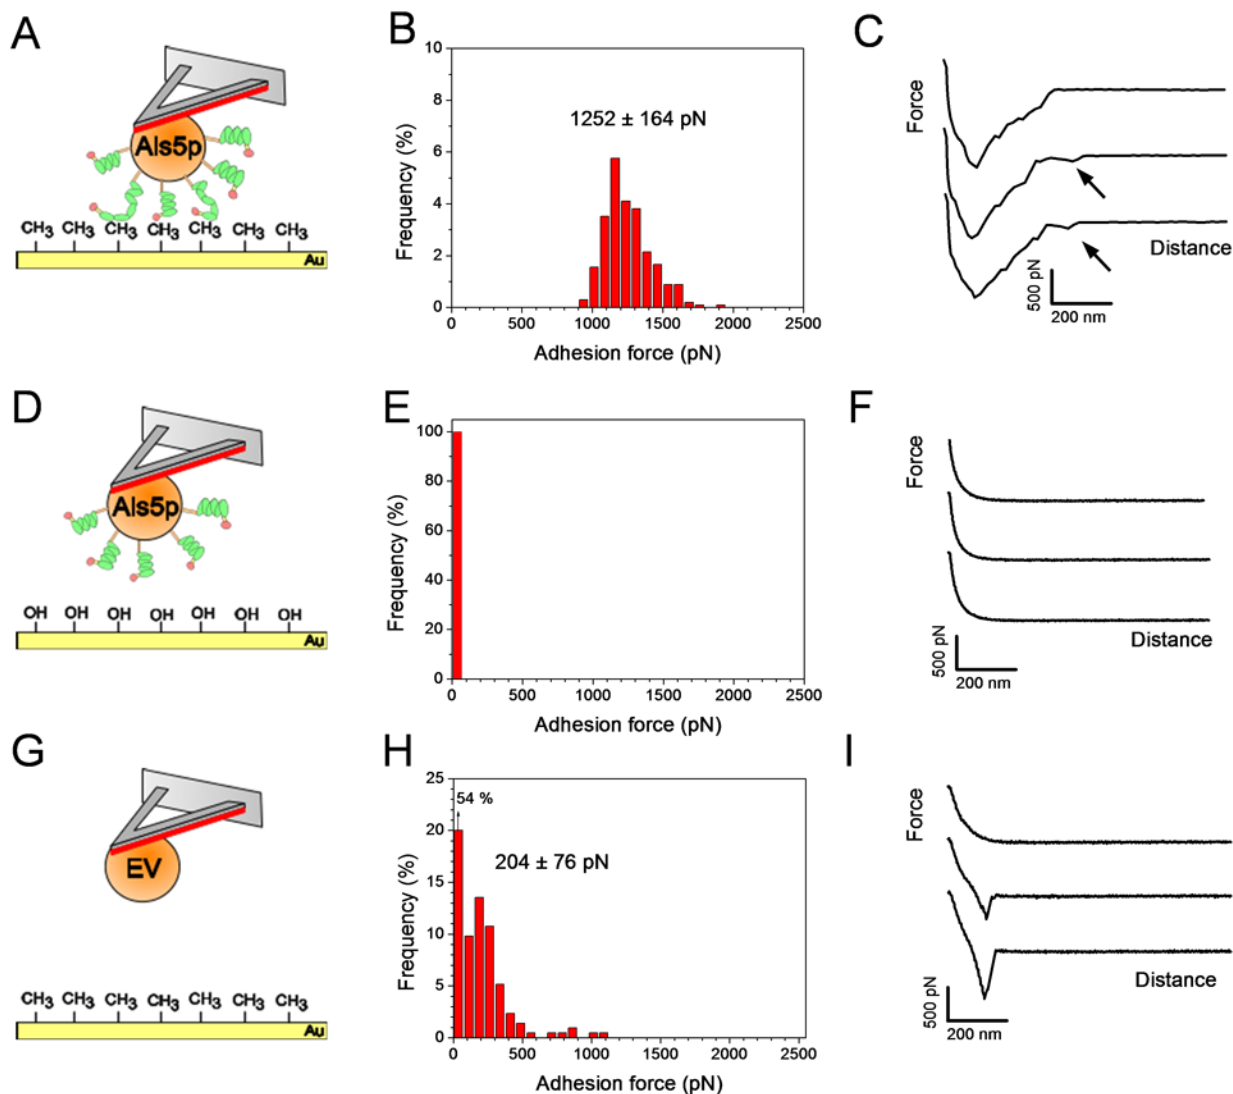 A
Als5p
CH3 CH3 CH3 CH3 CH3 CH3 CH3
Au
B
10
8
6
4
2
0
Frequency (%)
1252 ± 164 pN
0 500 1000 1500 2000 2500
Adhesion force (pN)
C
Force
Distance
500 pN
200 nm
D
Als5p
OH OH OH OH OH OH OH
Au
E
100
80
60
40
20
0
Frequency (%)
0 500 1000 1500 2000 2500
Adhesion force (pN)
F
Force
Distance
500 pN
200 nm
G
EV
CH3 CH3 CH3 CH3 CH3 CH3 CH3
Au
H
25
20
15
10
5
0
Frequency (%)
54 %
204 ± 76 pN
0 500 1000 1500 2000 2500
Adhesion force (pN)
I
Force
Distance
500 pN
200 nm